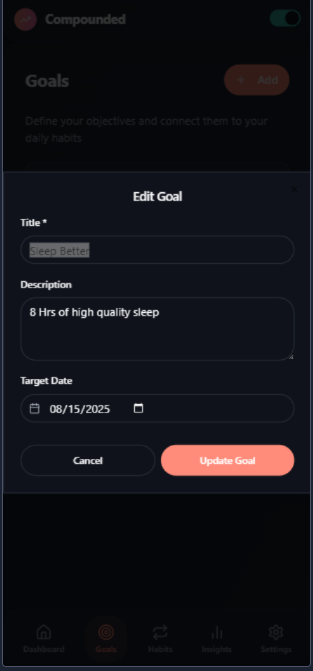 Compounded
Goals
+ Add
Define your objectives and connect them to your
daily habits
Edit Goal
Title *
Sleep Better
Description
8 Hrs of high quality sleep
Target Date
08/15/2025
Cancel
Update Goal
Dashboard
Goals
Habits
Insights
Settings